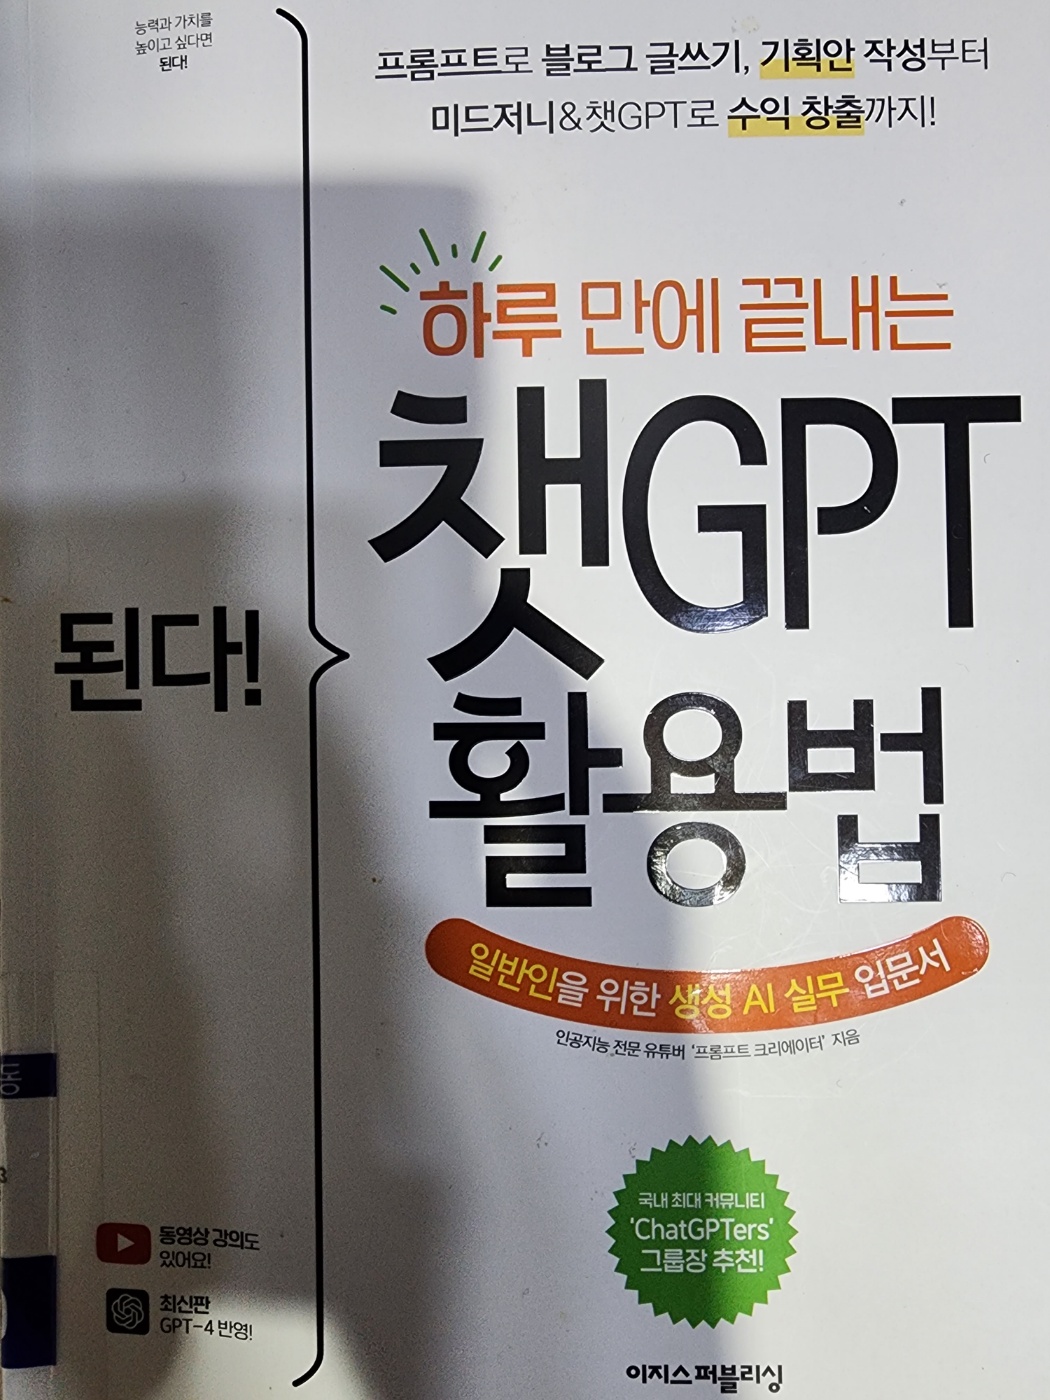 능력과 가치를
높이고 싶다면
된다!
프롬프트로 블로그 글쓰기, 기획안 작성부터
미드저니&챗GPT로 수익 창출까지!
하루 만에 끝내는
챗GPT
활용법
된다!
일반인을 위한 생성 AI 실무 입문서
인공지능 전문 유튜버 '프롬프트 크리에이터' 지음
동
3
국내 최대 커뮤니티
'ChatGPTers'
그룹장 추천!
동영상 강의도
있어요!
최신판
GPT-4 반영!
이지스퍼블리싱